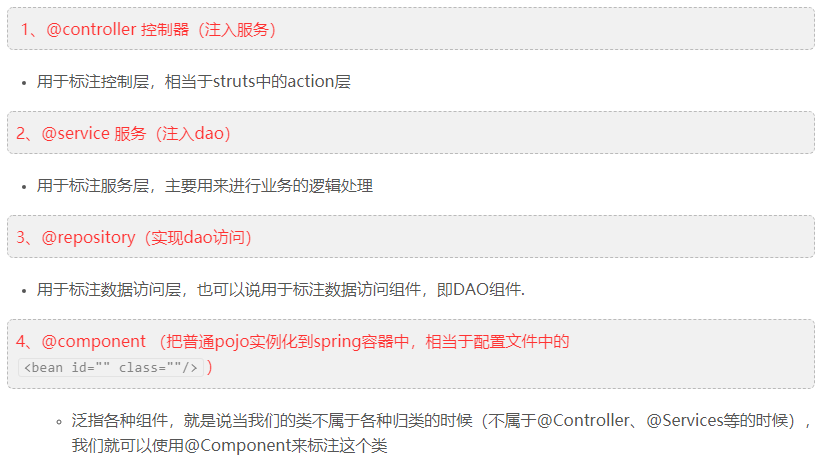 1、@controller 控制器（注入服务）
用于标注控制层，相当于struts中的action层
2、@service 服务（注入dao）
用于标注服务层，主要用来进行业务的逻辑处理
3、@repository（实现dao访问）
用于标注数据访问层，也可以说用于标注数据访问组件，即DAO组件.
4、@component （把普通pojo实例化到spring容器中，相当于配置文件中的
<bean id="" class=""/>）
泛指各种组件，就是说当我们的类不属于各种归类的时候（不属于@Controller、@Services等的时候），
我们就可以使用@Component来标注这个类